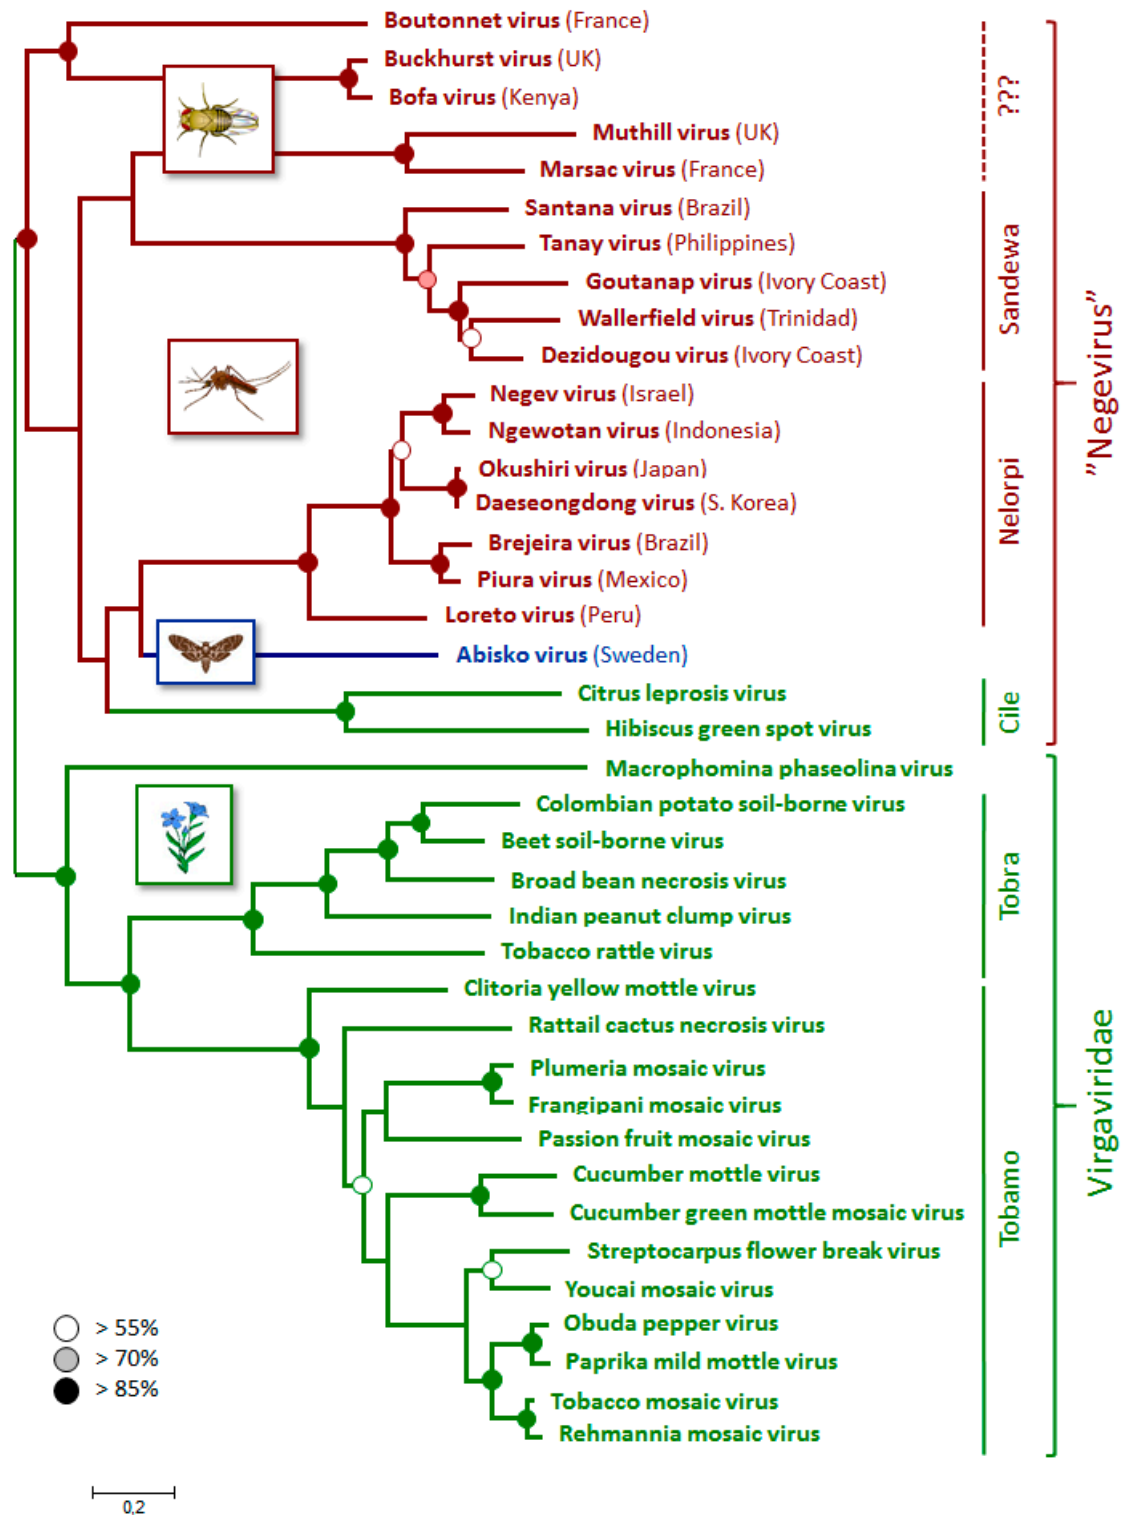 Boutonnet virus (France)
Buckhurst virus (UK)
Bofa virus (Kenya)
Muthill virus (UK)
Marsac virus (France)
???
Santana virus (Brazil)
Tanay virus (Philippines)
Goutanap virus (Ivory Coast)
Wallerfield virus (Trinidad)
Dezidougou virus (Ivory Coast)
Sandewa
Negev virus (Israel)
Ngewotan virus (Indonesia)
Okushiri virus (Japan)
Daeseongdong virus (S. Korea)
Brejeira virus (Brazil)
Piura virus (Mexico)
Loreto virus (Peru)
Nelorpi
Abisko virus (Sweden)
Citrus leprosis virus
Hibiscus green spot virus
Cile
"Negevirus"
Macrophomina phaseolina virus
Colombian potato soil-borne virus
Beet soil-borne virus
Broad bean necrosis virus
Indian peanut clump virus
Tobacco rattle virus
Tobra
Clitoria yellow mottle virus
Rattail cactus necrosis virus
Plumeria mosaic virus
Frangipani mosaic virus
Passion fruit mosaic virus
Cucumber mottle virus
Cucumber green mottle mosaic virus
Streptocarpus flower break virus
Youcai mosaic virus
Obuda pepper virus
Paprika mild mottle virus
Tobacco mosaic virus
Rehmannia mosaic virus
Tobamo
Virgaviridae
> 55%
> 70%
> 85%
0,2